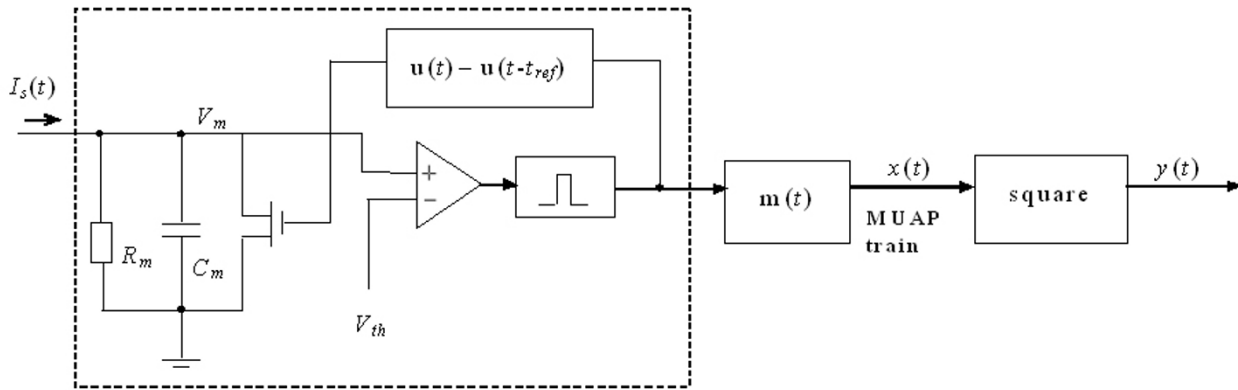 I_s(t)
V_m
u(t) – u(t-t_ref)
+
−
R_m
C_m
V_th
m(t)
x(t)
MUAP
train
square
y(t)